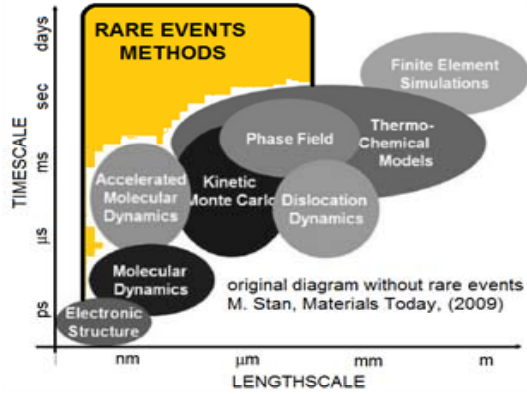 RARE EVENTS
METHODS
Finite Element
Simulations
Phase Field
Thermo-
Chemical
Models
Accelerated
Molecular
Dynamics
Kinetic
Monte Carlo
Dislocation
Dynamics
Molecular
Dynamics
Electronic
Structure
original diagram without rare events
M. Stan, Materials Today, (2009)
TIMESCALE
days
sec
ms
µs
ps
nm
µm
mm
m
LENGTHSCALE